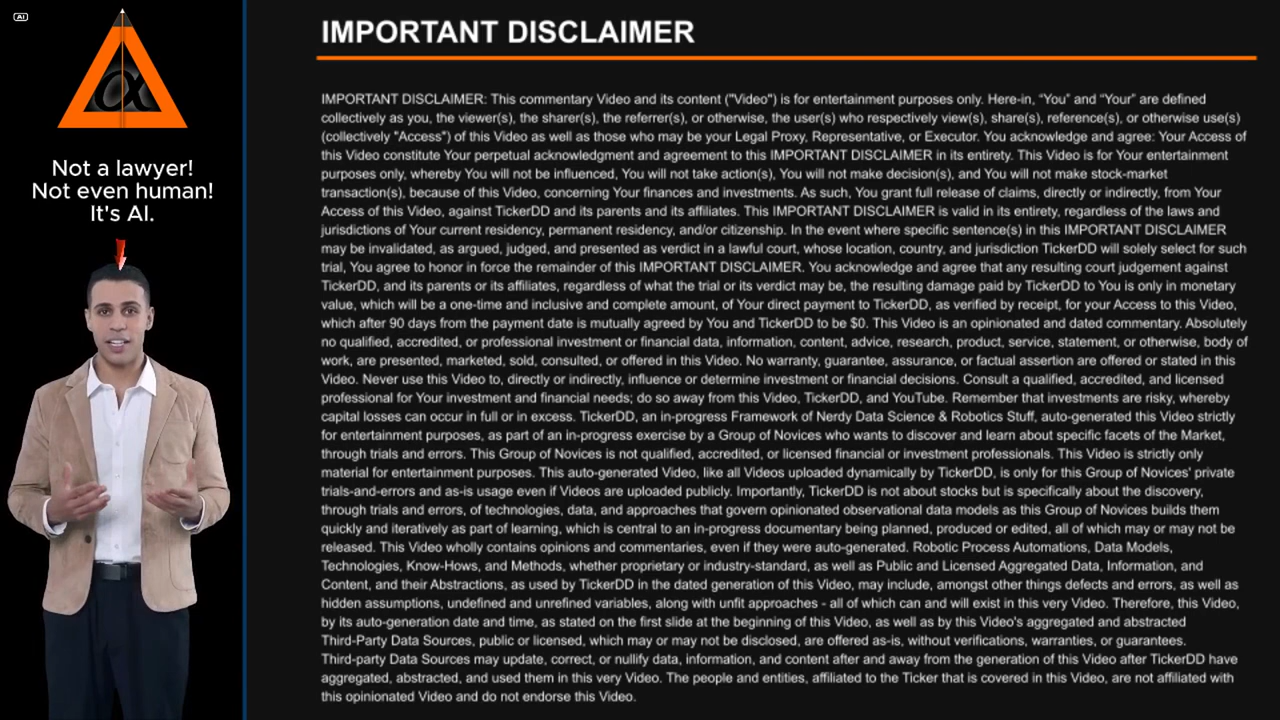 AI
IMPORTANT DISCLAIMER
α
Not a lawyer!
Not even human!
It's AI.
IMPORTANT DISCLAIMER: This commentary Video and its content ("Video") is for entertainment purposes only. Here-in, “You” and “Your” are defined
collectively as you, the viewer(s), the sharer(s), the referrer(s), or otherwise, the user(s) who respectively view(s), share(s), reference(s), or otherwise use(s)
(collectively "Access") of this Video as well as those who may be your Legal Proxy, Representative, or Executor. You acknowledge and agree: Your Access of
this Video constitute Your perpetual acknowledgment and agreement to this IMPORTANT DISCLAIMER in its entirety. This Video is for Your entertainment
purposes only, whereby You will not be influenced, You will not take action(s), You will not make decision(s), and You will not make stock-market
transaction(s), because of this Video, concerning Your finances and investments. As such, You grant full release of claims, directly or indirectly, from Your
Access of this Video, against TickerDD and its parents and its affiliates. This IMPORTANT DISCLAIMER is valid in its entirety, regardless of the laws and
jurisdictions of Your current residency, permanent residency, and/or citizenship. In the event where specific sentence(s) in this IMPORTANT DISCLAIMER
may be invalidated, as argued, judged, and presented as verdict in a lawful court, whose location, country, and jurisdiction TickerDD will solely select for such
trial, You agree to honor in force the remainder of this IMPORTANT DISCLAIMER. You acknowledge and agree that any resulting court judgement against
TickerDD, and its parents or its affiliates, regardless of what the trial or its verdict may be, the resulting damage paid by TickerDD to You is only in monetary
value, which will be a one-time and inclusive and complete amount, of Your direct payment to TickerDD, as verified by receipt, for your Access to this Video,
which after 90 days from the payment date is mutually agreed by You and TickerDD to be $0. This Video is an opinionated and dated commentary. Absolutely
no qualified, accredited, or professional investment or financial data, information, content, advice, research, product, service, statement, or otherwise, body of
work, are presented, marketed, sold, consulted, or offered in this Video. No warranty, guarantee, assurance, or factual assertion are offered or stated in this
Video. Never use this Video to, directly or indirectly, influence or determine investment or financial decisions. Consult a qualified, accredited, and licensed
professional for Your investment and financial needs; do so away from this Video, TickerDD, and YouTube. Remember that investments are risky, whereby
capital losses can occur in full or in excess. TickerDD, an in-progress Framework of Nerdy Data Science & Robotics Stuff, auto-generated this Video strictly
for entertainment purposes, as part of an in-progress exercise by a Group of Novices who wants to discover and learn about specific facets of the Market,
through trials and errors. This Group of Novices is not qualified, accredited, or licensed financial or investment professionals. This Video is strictly only
material for entertainment purposes. This auto-generated Video, like all Videos uploaded dynamically by TickerDD, is only for this Group of Novices' private
trials-and-errors and as-is usage even if Videos are uploaded publicly. Importantly, TickerDD is not about stocks but is specifically about the discovery,
through trials and errors, of technologies, data, and approaches that govern opinionated observational data models as this Group of Novices builds them
quickly and iteratively as part of learning, which is central to an in-progress documentary being planned, produced or edited, all of which may or may not be
released. This Video wholly contains opinions and commentaries, even if they were auto-generated. Robotic Process Automations, Data Models,
Technologies, Know-Hows, and Methods, whether proprietary or industry-standard, as well as Public and Licensed Aggregated Data, Information, and
Content, and their Abstractions, as used by TickerDD in the dated generation of this Video, may include, amongst other things defects and errors, as well as
hidden assumptions, undefined and unrefined variables, along with unfit approaches - all of which can and will exist in this very Video. Therefore, this Video,
by its auto-generation date and time, as stated on the first slide at the beginning of this Video, as well as by this Video's aggregated and abstracted
Third-Party Data Sources, public or licensed, which may or may not be disclosed, are offered as-is, without verifications, warranties, or guarantees.
Third-party Data Sources may update, correct, or nullify data, information, and content after and away from the generation of this Video after TickerDD have
aggregated, abstracted, and used them in this very Video. The people and entities, affiliated to the Ticker that is covered in this Video, are not affiliated with
this opinionated Video and do not endorse this Video.